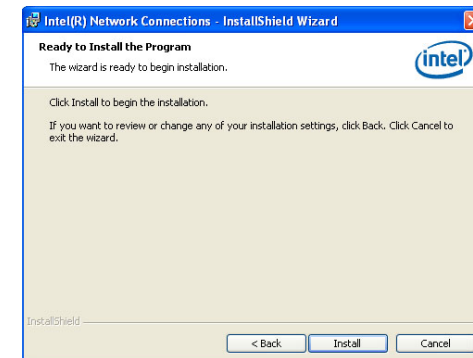 Intel(R) Network Connections - InstallShield Wizard
Ready to Install the Program
The wizard is ready to begin installation.
intel
Click Install to begin the installation.
If you want to review or change any of your installation settings, click Back. Click Cancel to
exit the wizard.
InstallShield
< Back Install Cancel